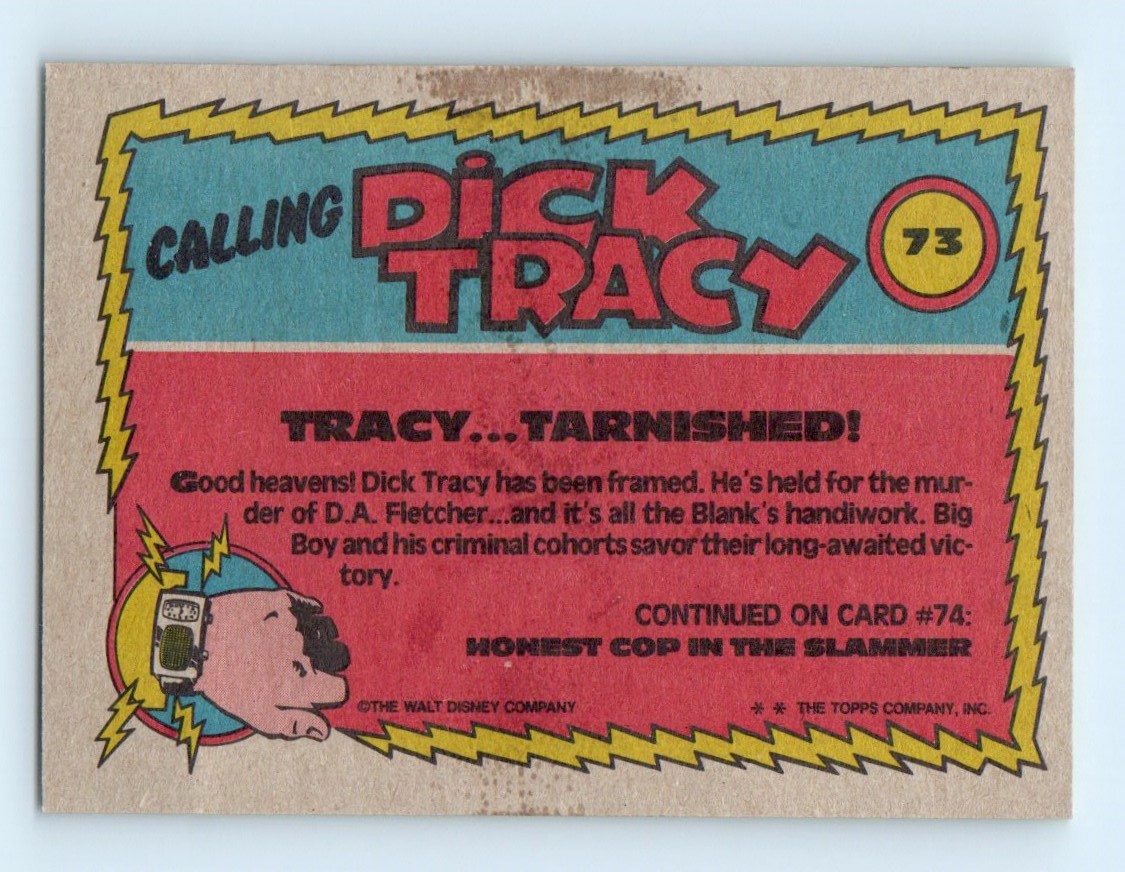 CALLING
DICK
TRACY
73
TRACY...TARNISHED!
Good heavens! Dick Tracy has been framed. He's held for the mur-
der of D.A. Fletcher...and it's all the Blank's handiwork. Big
Boy and his criminal cohorts savor their long-awaited vic-
tory.
CONTINUED ON CARD #74:
HONEST COP IN THE SLAMMER
©THE WALT DISNEY COMPANY
* * THE TOPPS COMPANY, INC.